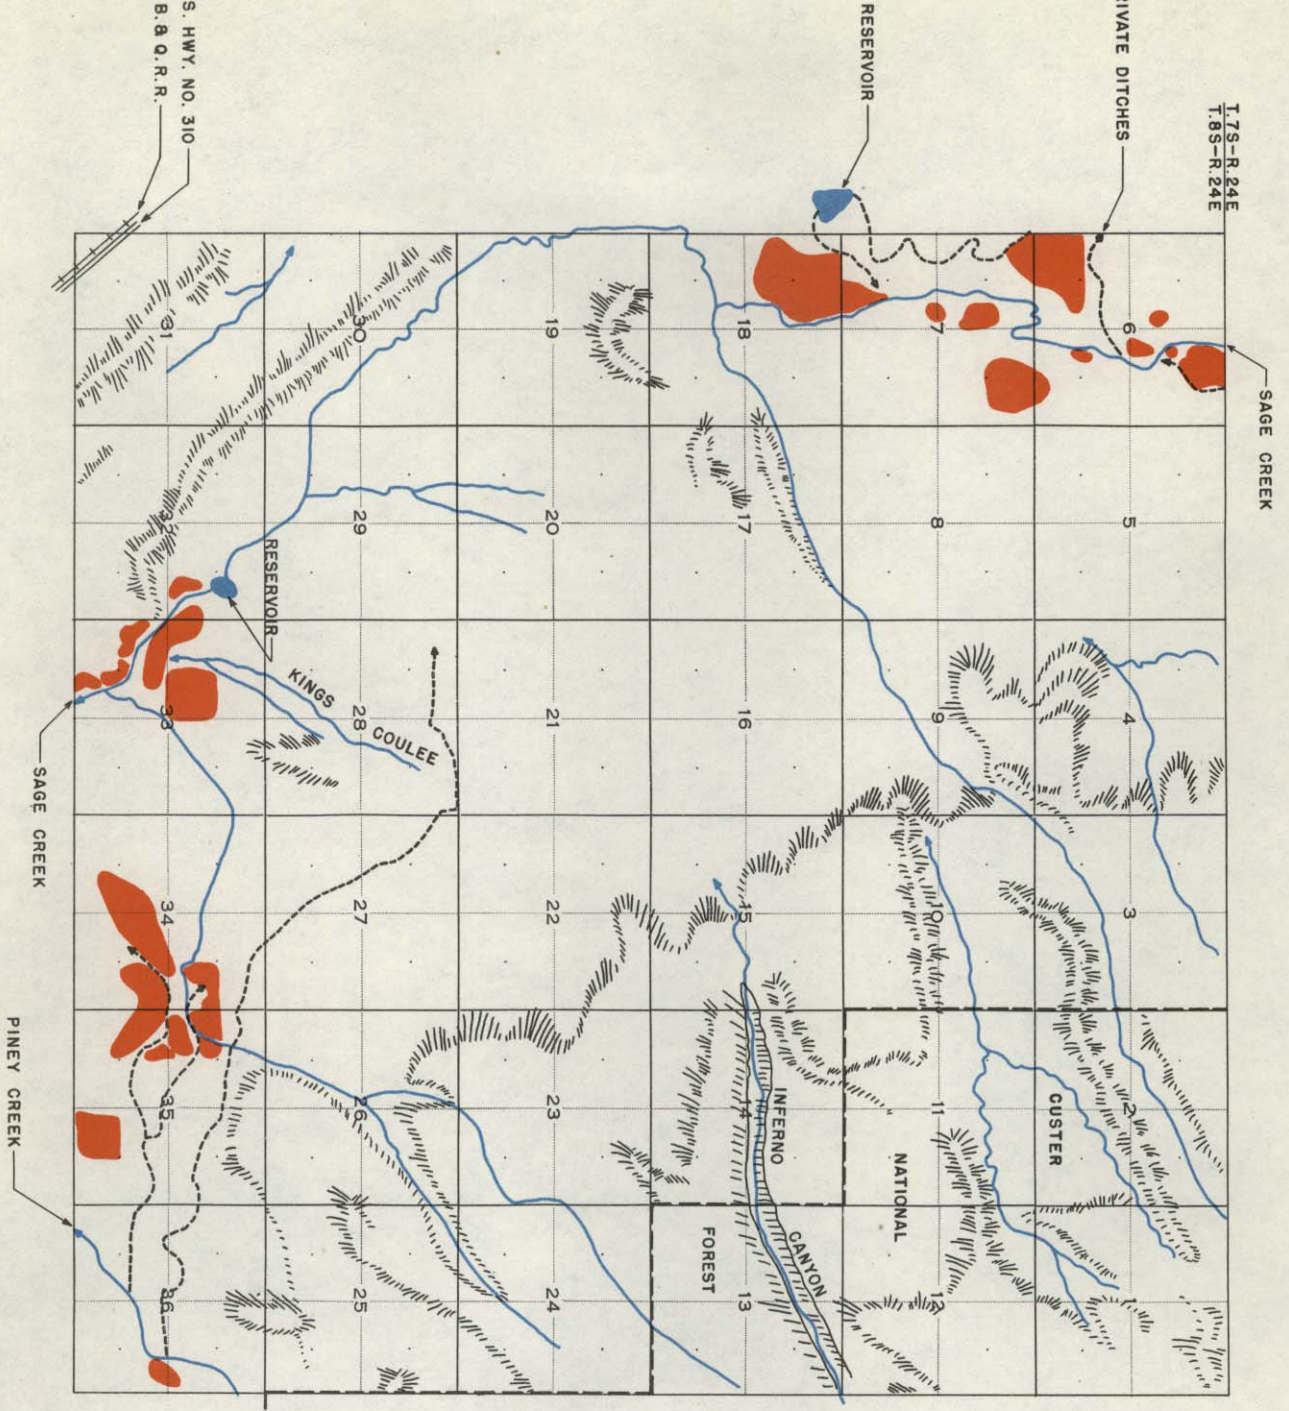 T.7S-R.24E
T.8S-R.24E
SAGE CREEK
PRIVATE DITCHES
RESERVOIR
6
5
4
3
2
1
7
8
9
10
11
12
CUSTER
NATIONAL
FOREST
18
17
16
15
14
13
INFERNO
CANYON
19
20
21
22
23
24
30
29
28
27
26
25
RESERVOIR
KINGS
COULEE
31
32
33
34
35
36
S. HWY. NO. 310
B. & Q. R. R.
SAGE CREEK
PINEY CREEK